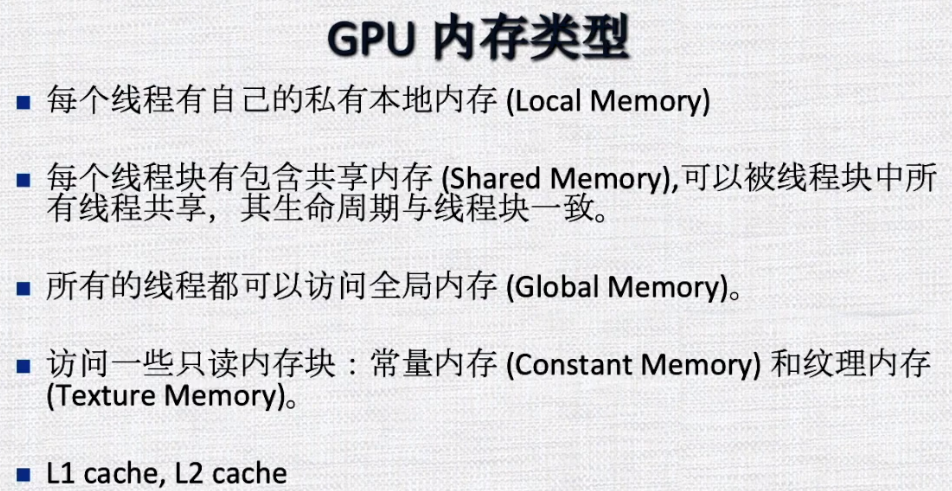 GPU 内存类型
■ 每个线程有自己的私有本地内存 (Local Memory)
■ 每个线程块有包含共享内存 (Shared Memory),可以被线程块中所
有线程共享，其生命周期与线程块一致。
■ 所有的线程都可以访问全局内存 (Global Memory)。
■ 访问一些只读内存块：常量内存 (Constant Memory) 和纹理内存
(Texture Memory)。
■ L1 cache, L2 cache